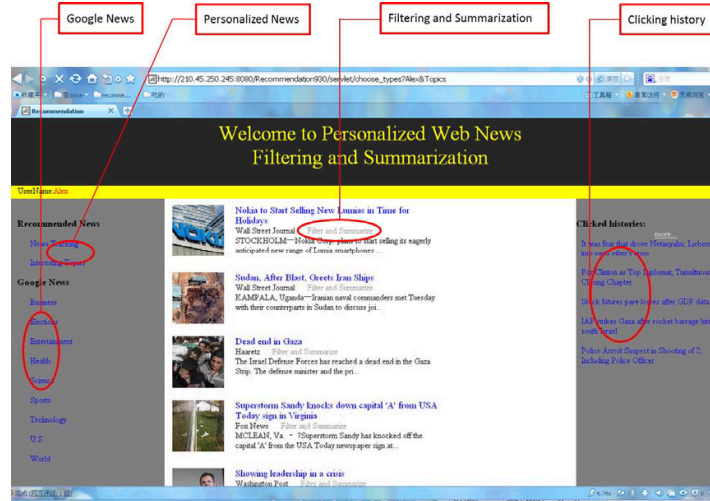 Google News
Personalized News
Filtering and Summarization
Clicking history
http://210.45.250.245:8080/Recommendation930/servlet/choose_types?Alex&Topics
Recommendation
Welcome to Personalized Web News
Filtering and Summarization
UserName:Alex
Recommended News
News Tracking
Interesting Topics
Google News
Business
Elections
Entertainment
Health
Science
Sports
Technology
U.S.
World
Nokia to Start Selling New Lumias in Time for
Holidays
Wall Street Journal Filter and Summarize
STOCKHOLM—Nokia Corp. plans to start selling its eagerly
anticipated new range of Lumia smartphones ...
Sudan, After Blast, Greets Iran Ships
Wall Street Journal Filter and Summarize
KAMPALA, Uganda—Iranian naval commanders met Tuesday
with their counterparts in Sudan to discuss joi...
Dead end in Gaza
Haaretz Filter and Summarize
The Israel Defense Forces has reached a dead end in the Gaza
Strip. The defense minister and the pri...
Superstorm Sandy knocks down capital 'A' from USA
Today sign in Virginia
Fox News Filter and Summarize
MCLEAN, Va. - ?Superstorm Sandy has knocked off the
capital 'A' from the USA Today newspaper sign at...
Showing leadership in a crisis
Washington Post Filter and Summarize
Clicked histories:
more...
It was fear that drove Netanyahu, Lieberm
into each other's arms
For Clinton as Top Diplomat, Tumultuous
Closing Chapter
Stock futures pare losses after GDP data
IAF strikes Gaza after rocket barrage hits
south Israel
Police Arrest Suspect in Shooting of 2,
Including Police Officer